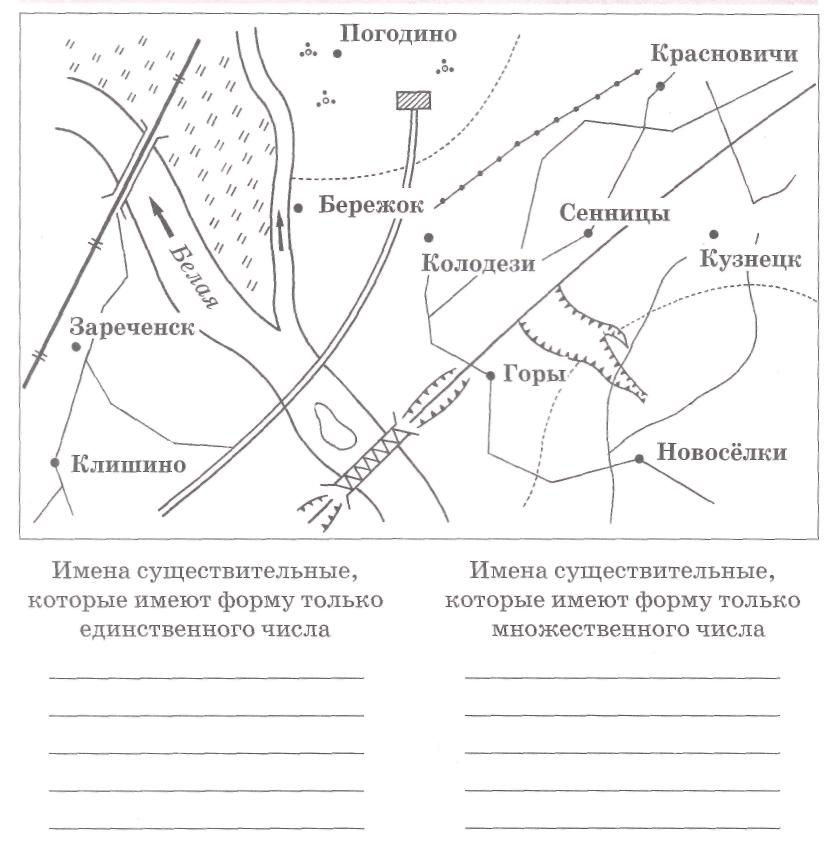 Погодино
Красновичи
Бережок
Сенницы
Колодези
Кузнецк
Белая
Зареченск
Горы
Клишино
Новосёлки
Имена существительные,
которые имеют форму только
единственного числа
Имена существительные,
которые имеют форму только
множественного числа